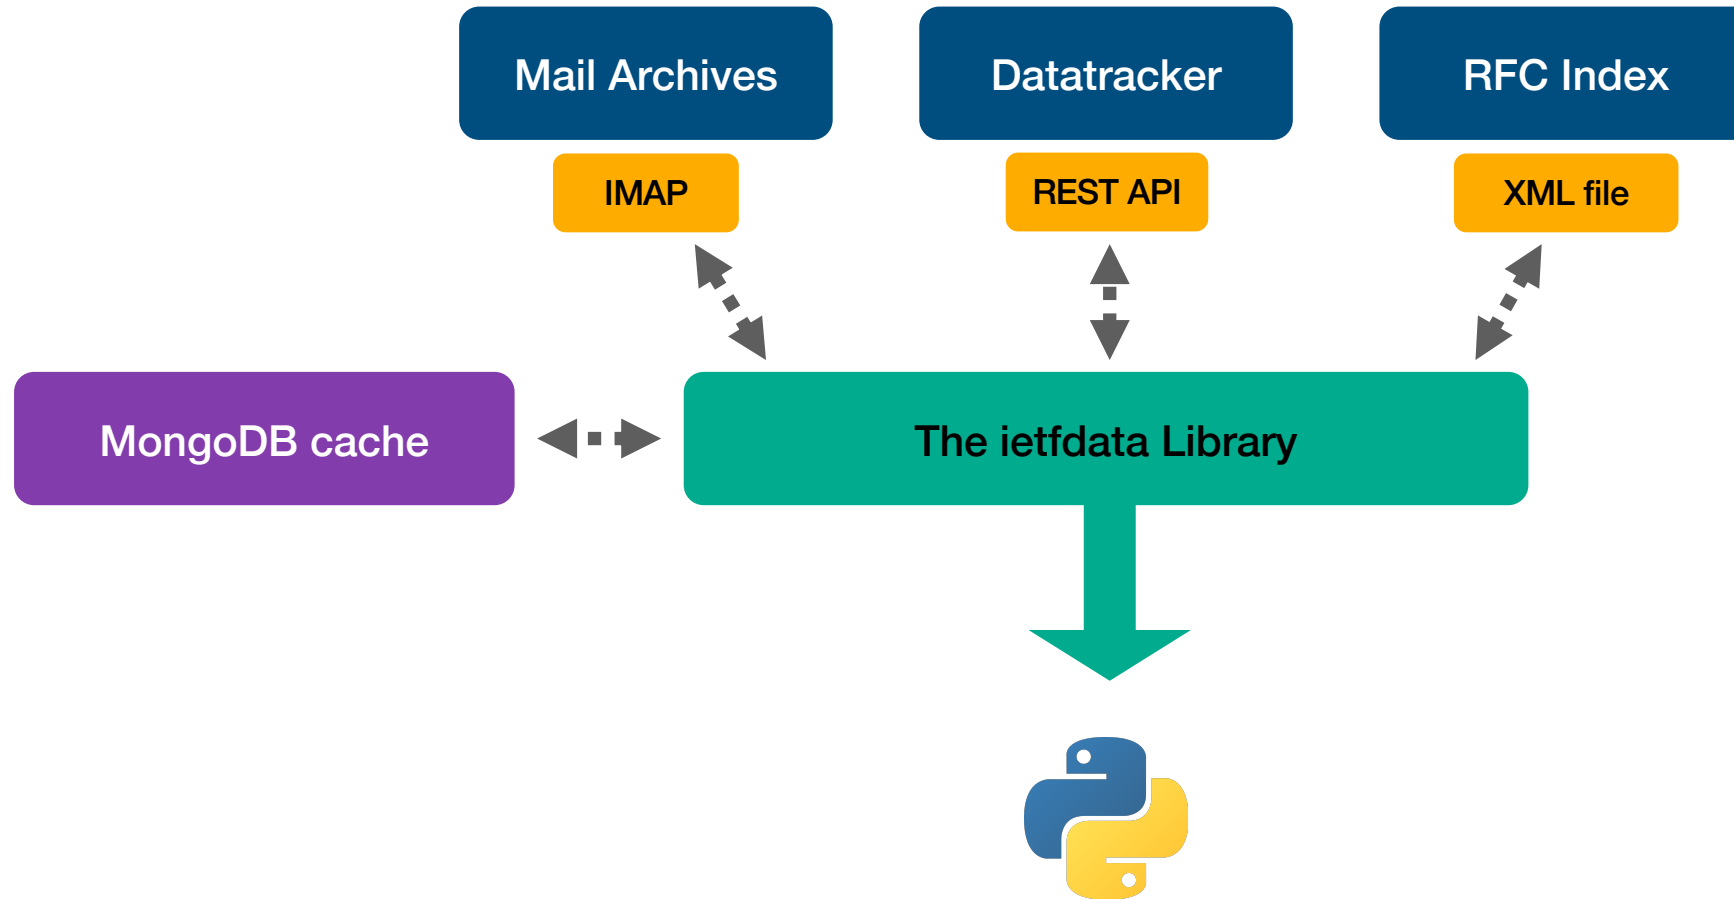 Mail Archives
Datatracker
RFC Index
IMAP
REST API
XML file
MongoDB cache
The ietfdata Library